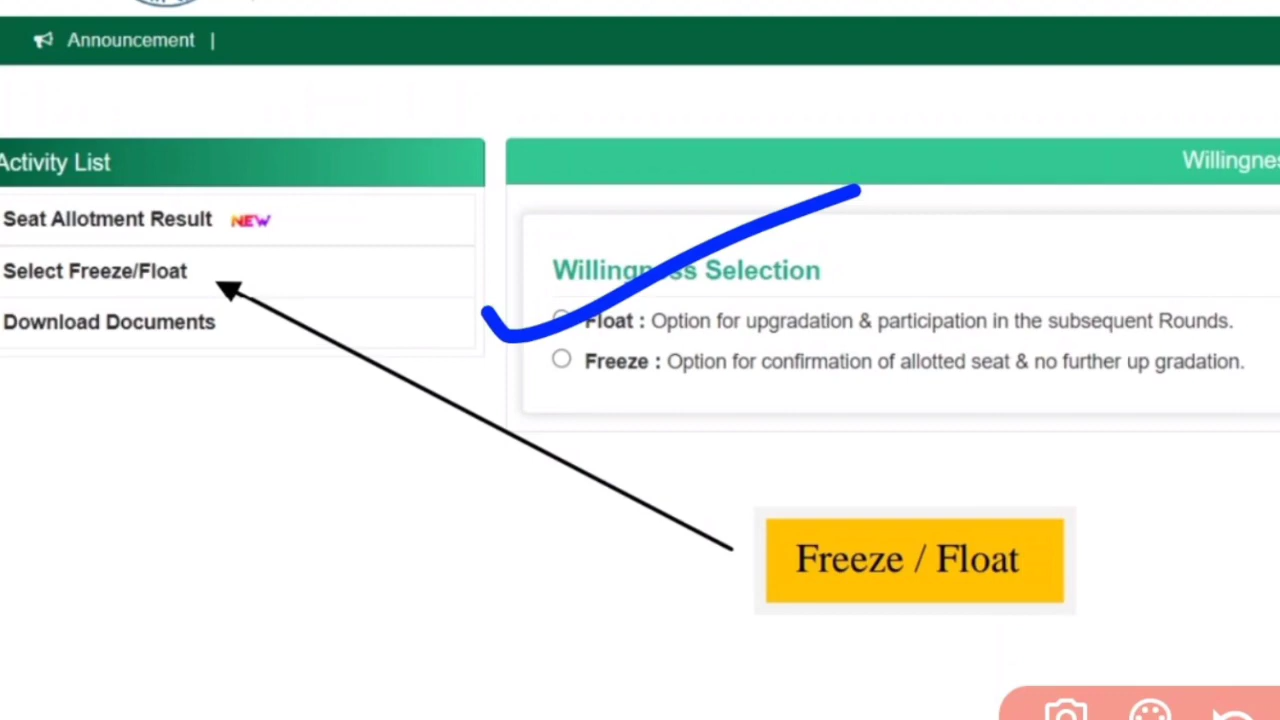 Announcement |
Activity List
Willingnes
Seat Allotment Result NEW
Select Freeze/Float
Download Documents
Willingness Selection
Float : Option for upgradation & participation in the subsequent Rounds.
Freeze : Option for confirmation of allotted seat & no further up gradation.
Freeze / Float